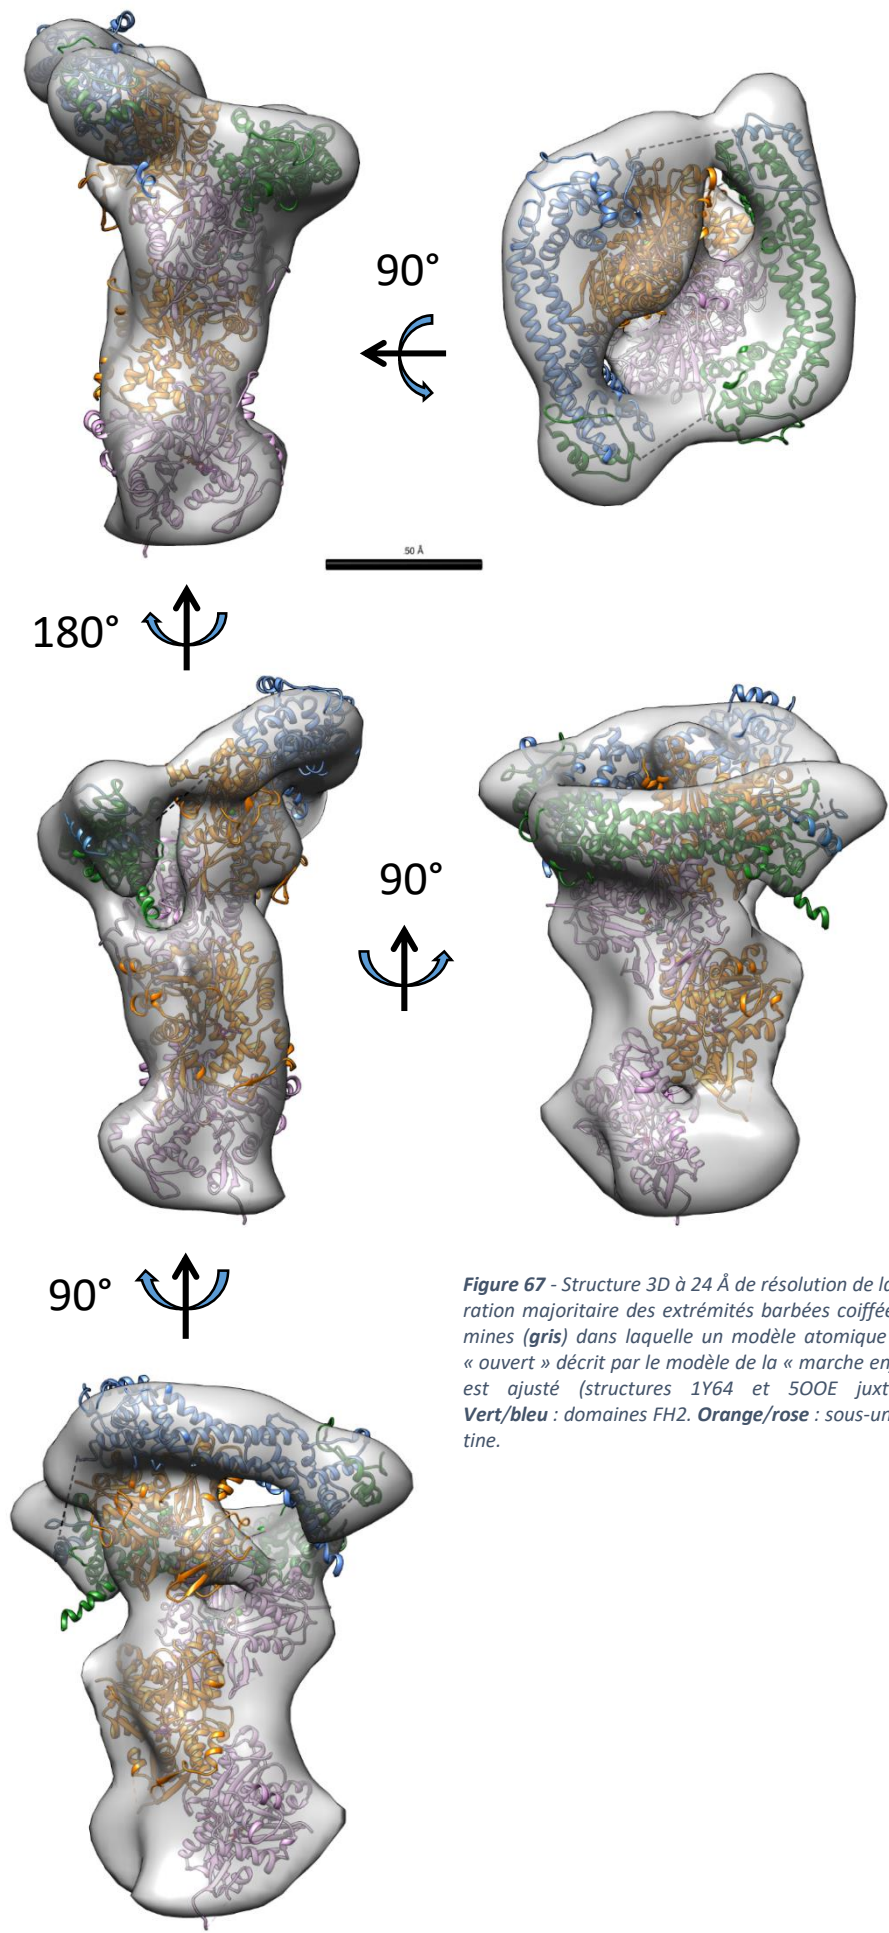 90°
50 Å
180°
90°
90°
Figure 67 - Structure 3D à 24 Å de résolution de la
ration majoritaire des extrémités barbées coiffée
mines (gris) dans laquelle un modèle atomique
« ouvert » décrit par le modèle de la « marche en
est ajusté (structures 1Y64 et 5OOE juxt
Vert/bleu : domaines FH2. Orange/rose : sous-un
tine.